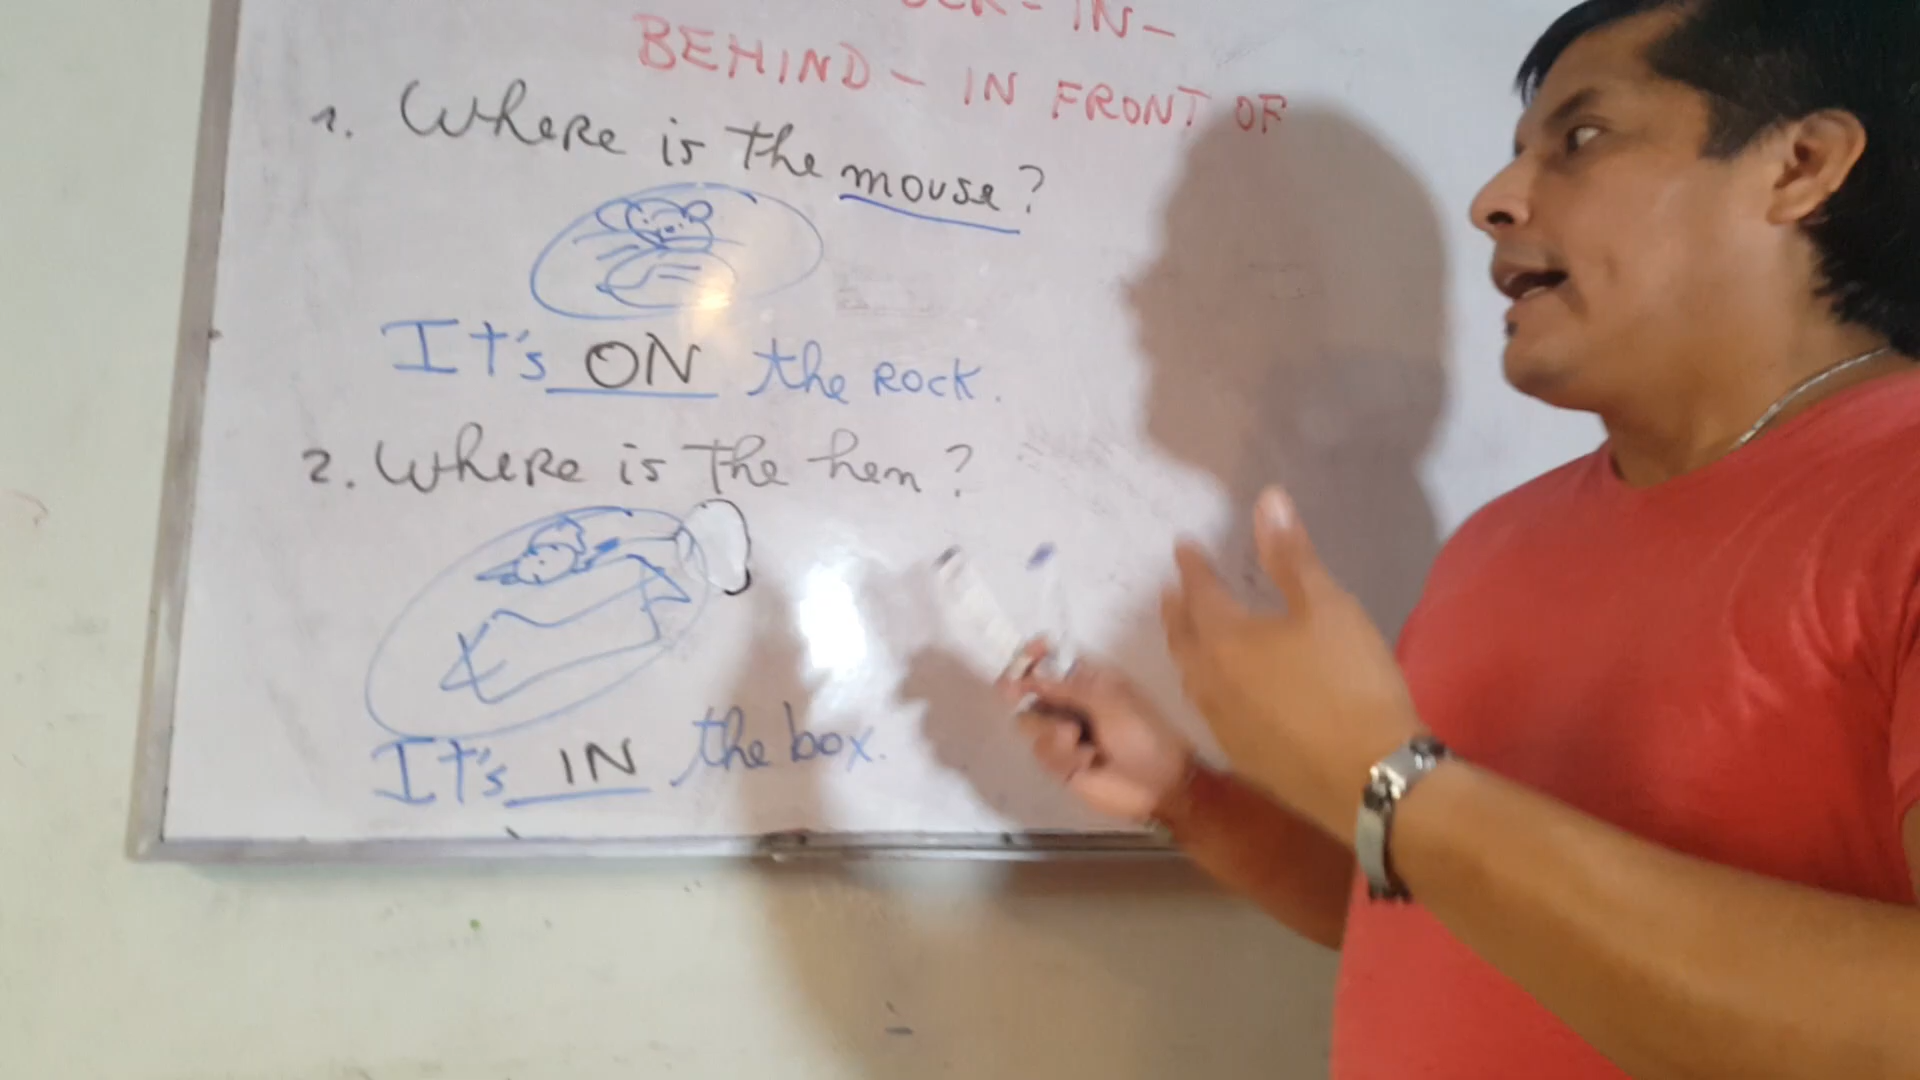 IN -
BEHIND - IN FRONT OF
1. Where is the mouse?
It's ON the Rock.
2. Where is the hen?
It's IN the box.